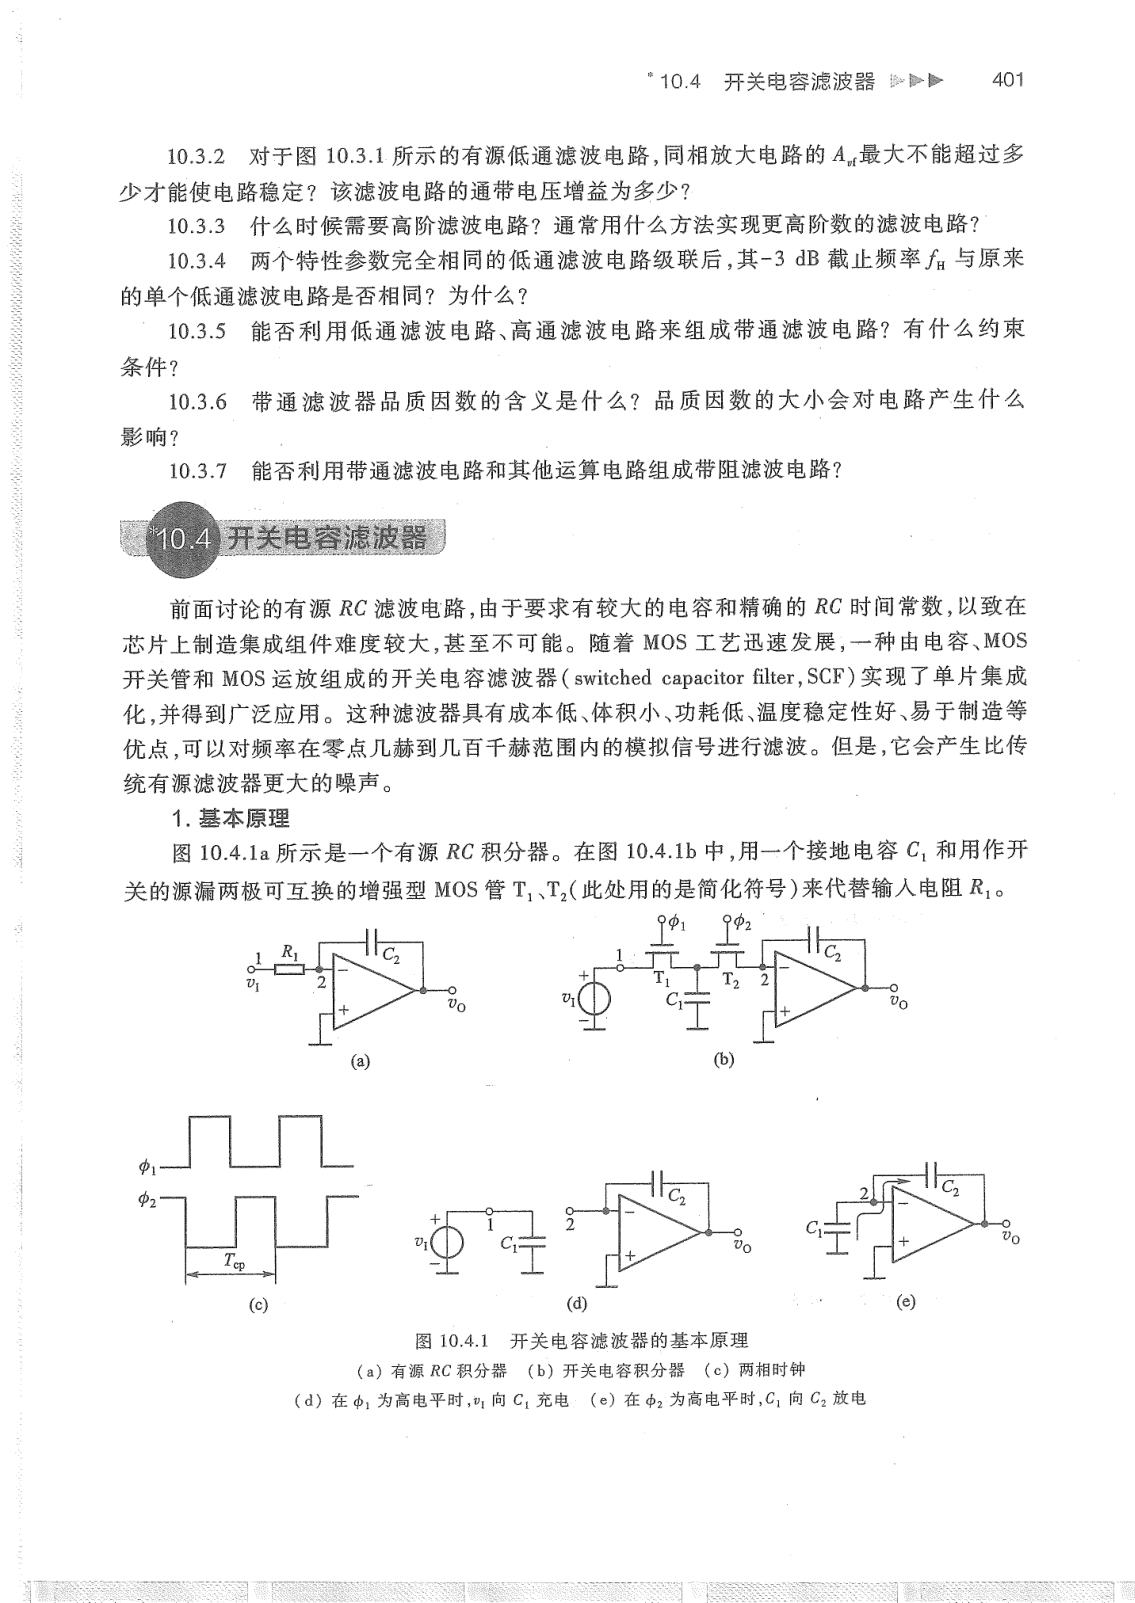 *10.4 开关电容滤波器 401
10.3.2 对于图 10.3.1 所示的有源低通滤波电路,同相放大电路的 Avf最大不能超过多
少才能使电路稳定? 该滤波电路的通带电压增益为多少?
10.3.3 什么时候需要高阶滤波电路? 通常用什么方法实现更高阶数的滤波电路?
10.3.4 两个特性参数完全相同的低通滤波电路级联后,其-3 dB 截止频率 fH 与原来
的单个低通滤波电路是否相同? 为什么?
10.3.5 能否利用低通滤波电路、高通滤波电路来组成带通滤波电路? 有什么约束
条件?
10.3.6 带通滤波器品质因数的含义是什么? 品质因数的大小会对电路产生什么
影响?
10.3.7 能否利用带通滤波电路和其他运算电路组成带阻滤波电路?
*10.4 开关电容滤波器
前面讨论的有源 RC 滤波电路,由于要求有较大的电容和精确的 RC 时间常数,以致在
芯片上制造集成组件难度较大,甚至不可能。随着 MOS 工艺迅速发展,一种由电容、MOS
开关管和 MOS 运放组成的开关电容滤波器(switched capacitor filter,SCF)实现了单片集成
化,并得到广泛应用。这种滤波器具有成本低、体积小、功耗低、温度稳定性好、易于制造等
优点,可以对频率在零点几赫到几百千赫范围内的模拟信号进行滤波。但是,它会产生比传
统有源滤波器更大的噪声。
1. 基本原理
图 10.4.1a 所示是一个有源 RC 积分器。在图 10.4.1b 中,用一个接地电容 C1 和用作开
关的源漏两极可互换的增强型 MOS 管 T1、T2(此处用的是简化符号)来代替输入电阻 R1。
1 R1 C2
vI 2 − + vO
(a)
ϕ1 ϕ2
1 T1 T2 2 C2
+ vI − C1 − + vO
(b)
ϕ1
ϕ2
Tcp
(c)
+ vI − 1 C1 2 C2 − + vO
(d)
C1 2 C2 − + vO
(e)
图 10.4.1 开关电容滤波器的基本原理
(a) 有源 RC 积分器 (b) 开关电容积分器 (c) 两相时钟
(d) 在 ϕ1 为高电平时,vI 向 C1 充电 (e) 在 ϕ2 为高电平时,C1 向 C2 放电